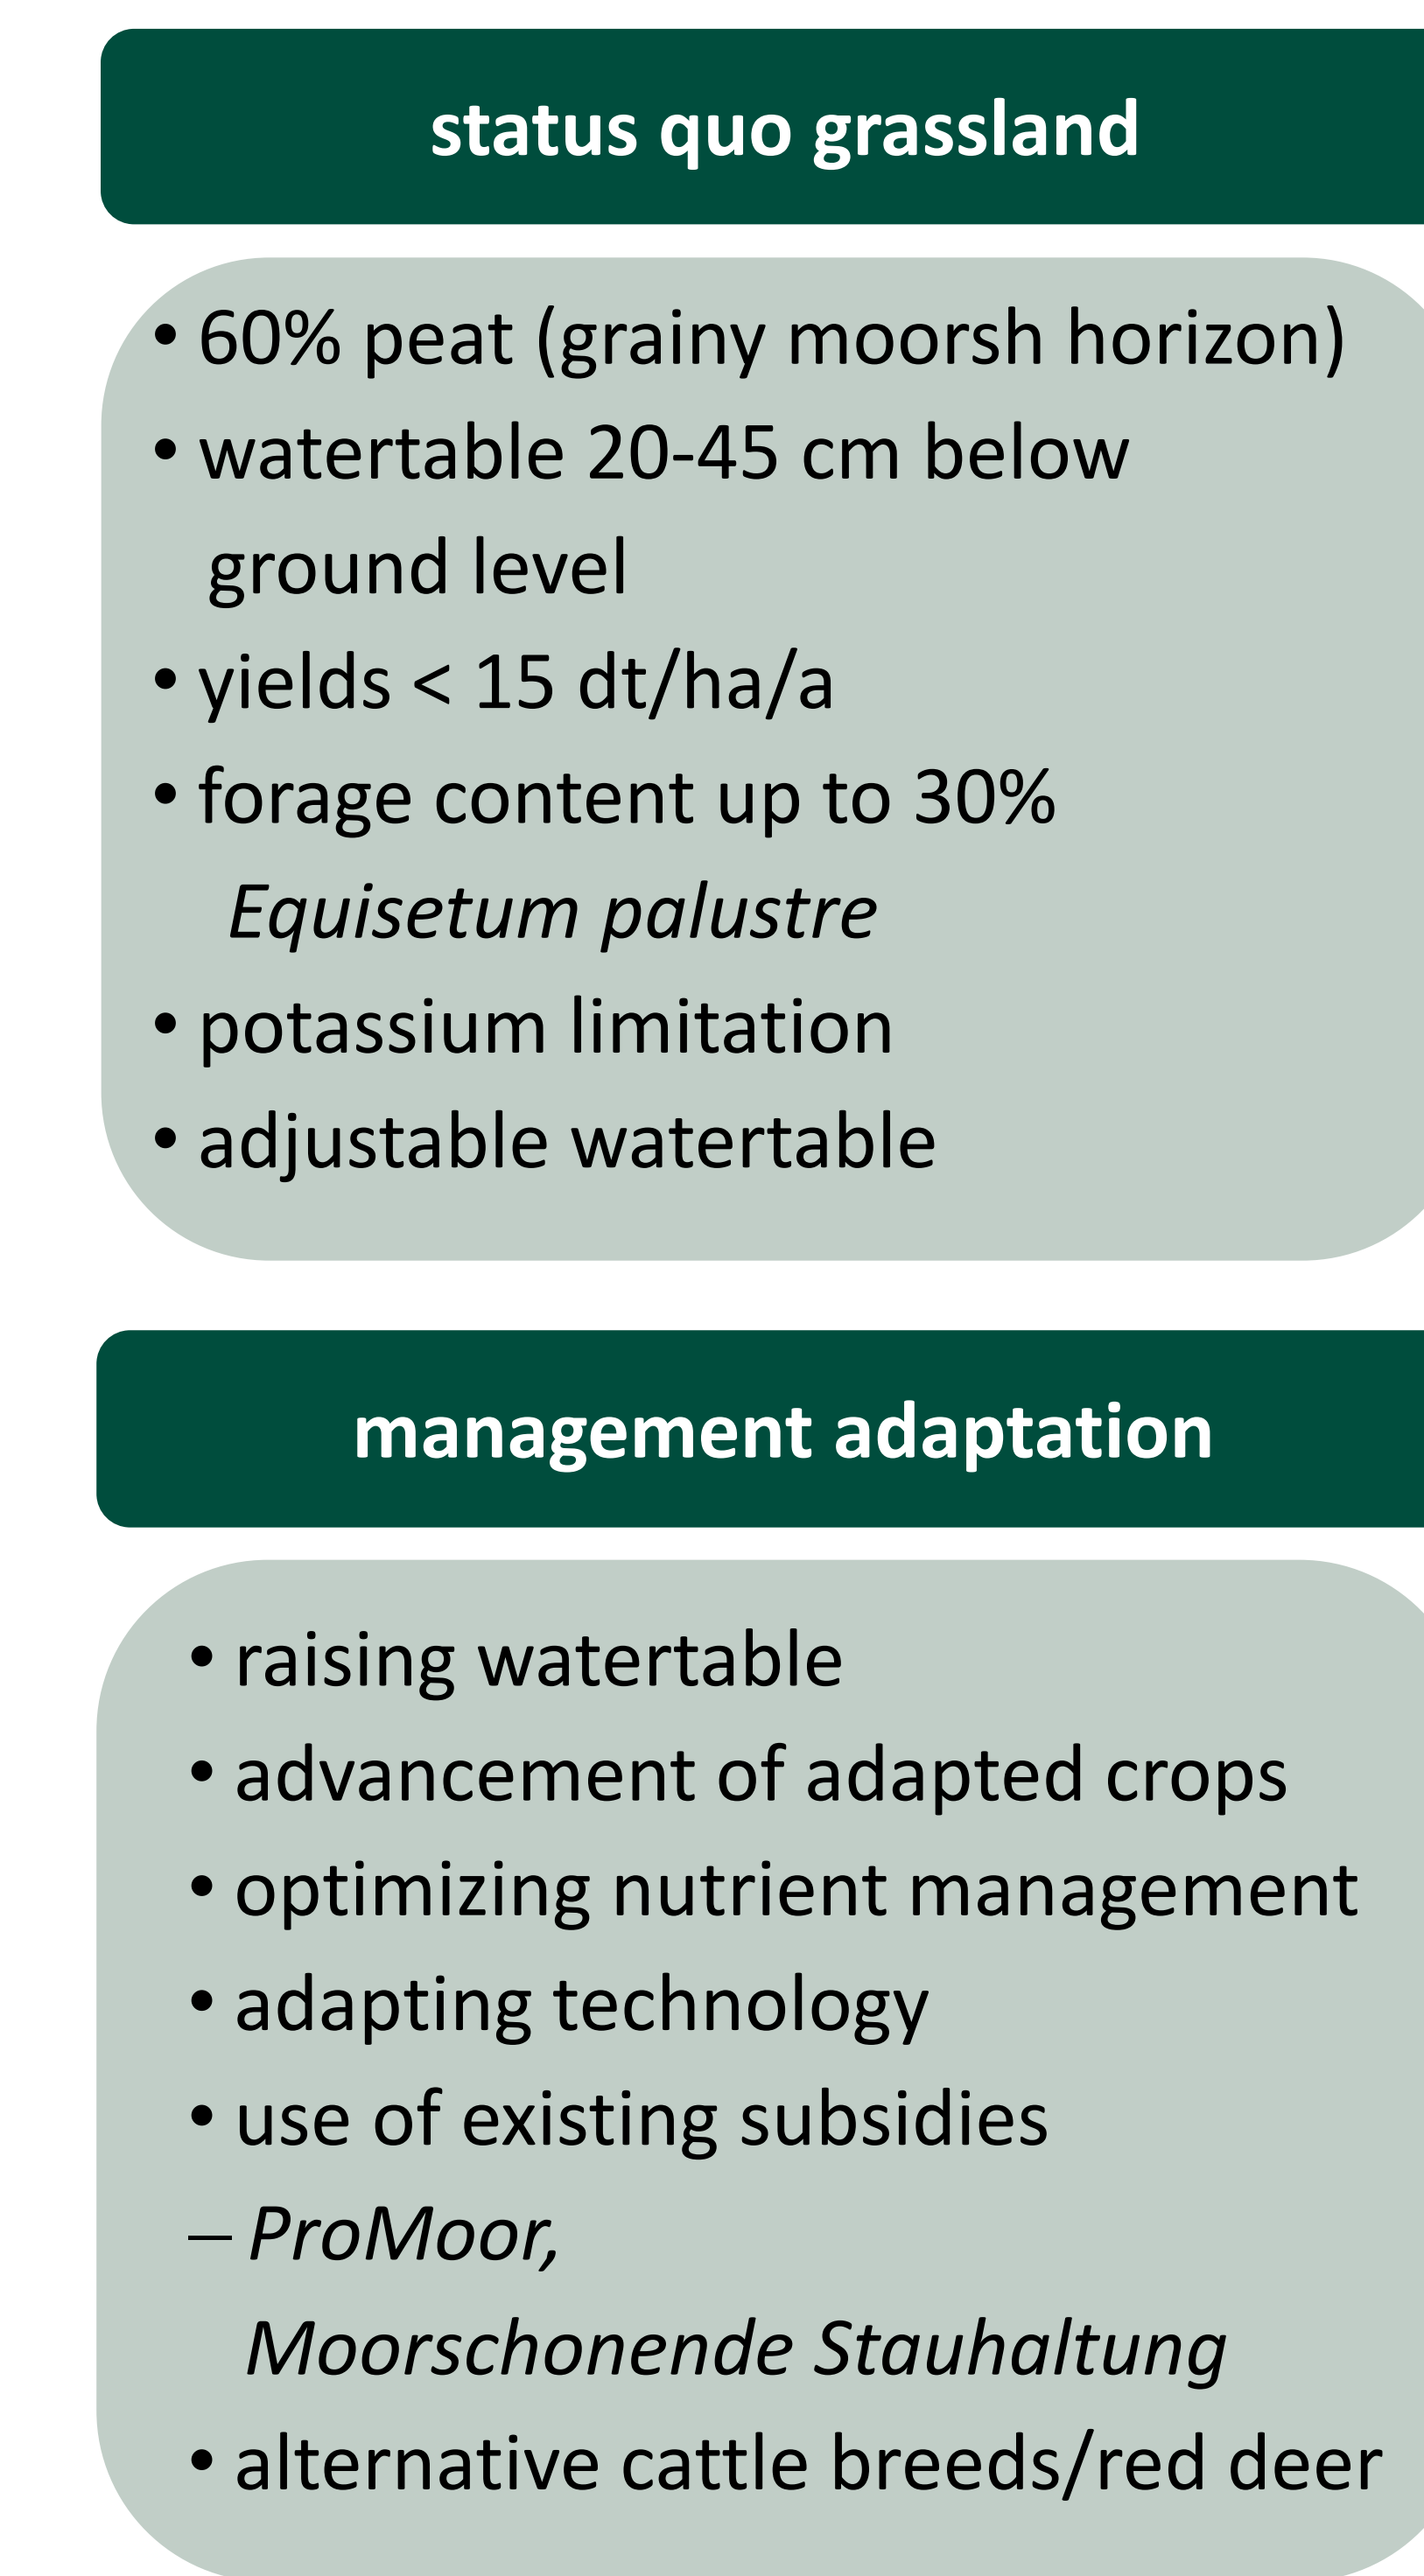 status quo grassland
• 60% peat (grainy moorsh horizon)
• watertable 20-45 cm below
ground level
• yields < 15 dt/ha/a
• forage content up to 30%
Equisetum palustre
• potassium limitation
• adjustable watertable
management adaptation
• raising watertable
• advancement of adapted crops
• optimizing nutrient management
• adapting technology
• use of existing subsidies
– ProMoor,
Moorschonende Stauhaltung
• alternative cattle breeds/red deer